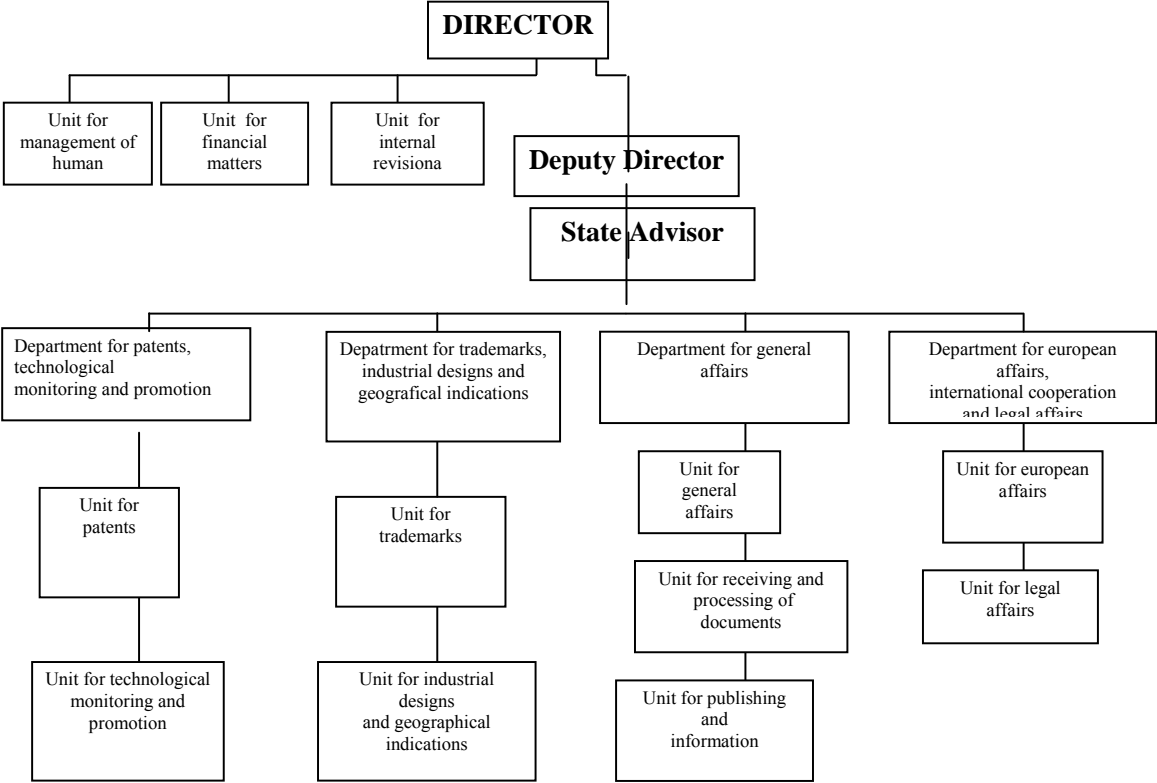 DIRECTOR
Unit for
management of
human
Unit for
financial
matters
Unit for
internal
revisiona
Deputy Director
State Advisor
Department for patents,
technological
monitoring and promotion
Depatrment for trademarks,
industrial designs and
geografical indications
Department for general
affairs
Department for european
affairs,
international cooperation
and legal affairs
Unit for
patents
Unit for
trademarks
Unit for
general
affairs
Unit for european
affairs
Unit for receiving and
processing of
documents
Unit for legal
affairs
Unit for technological
monitoring and
promotion
Unit for industrial
designs
and geographical
indications
Unit for publishing
and
information